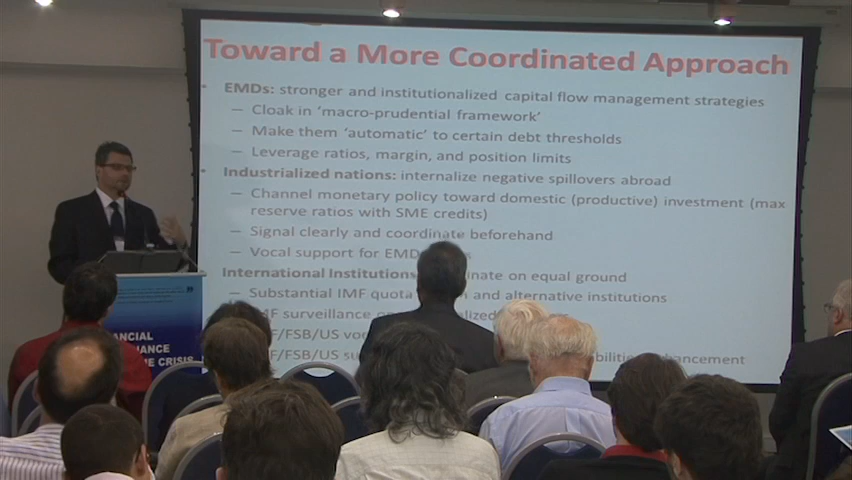 Toward a More Coordinated Approach
• EMDs: stronger and institutionalized capital flow management strategies
– Cloak in 'macro-prudential framework'
– Make them 'automatic' to certain debt thresholds
– Leverage ratios, margin, and position limits
• Industrialized nations: internalize negative spillovers abroad
– Channel monetary policy toward domestic (productive) investment (max
reserve ratios with SME credits)
– Signal clearly and coordinate beforehand
– Vocal support for EMD
International Institutions: inate on equal ground
– Substantial IMF quota and alternative institutions
MF surveillance
F/FSB/US
F/FSB/US enhancement
NANCIAL
NANCE
E CRISIS